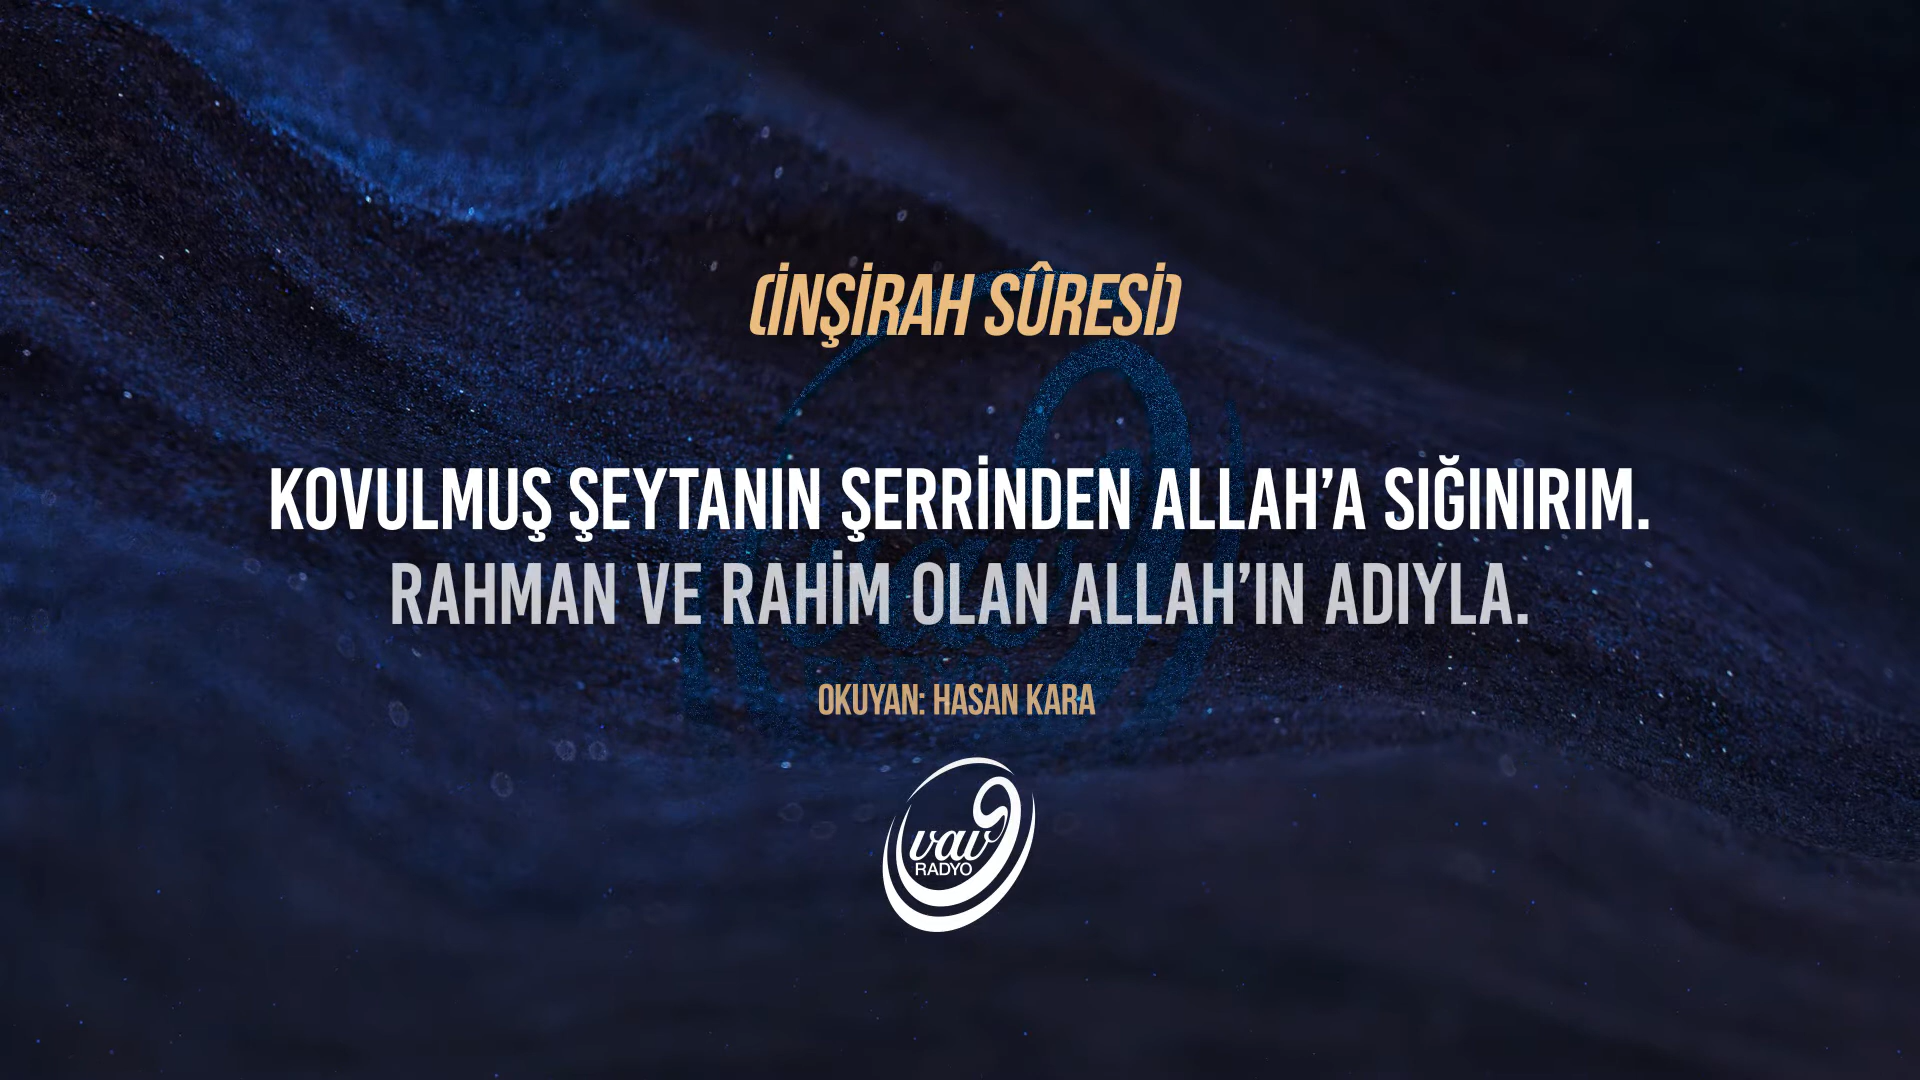 (İNŞİRAH SÛRESİ)
KOVULMUŞ ŞEYTANIN ŞERRİNDEN ALLAH’A SIĞINIRIM.
RAHMAN VE RAHİM OLAN ALLAH’IN ADIYLA.
OKUYAN: HASAN KARA
vav
RADYO